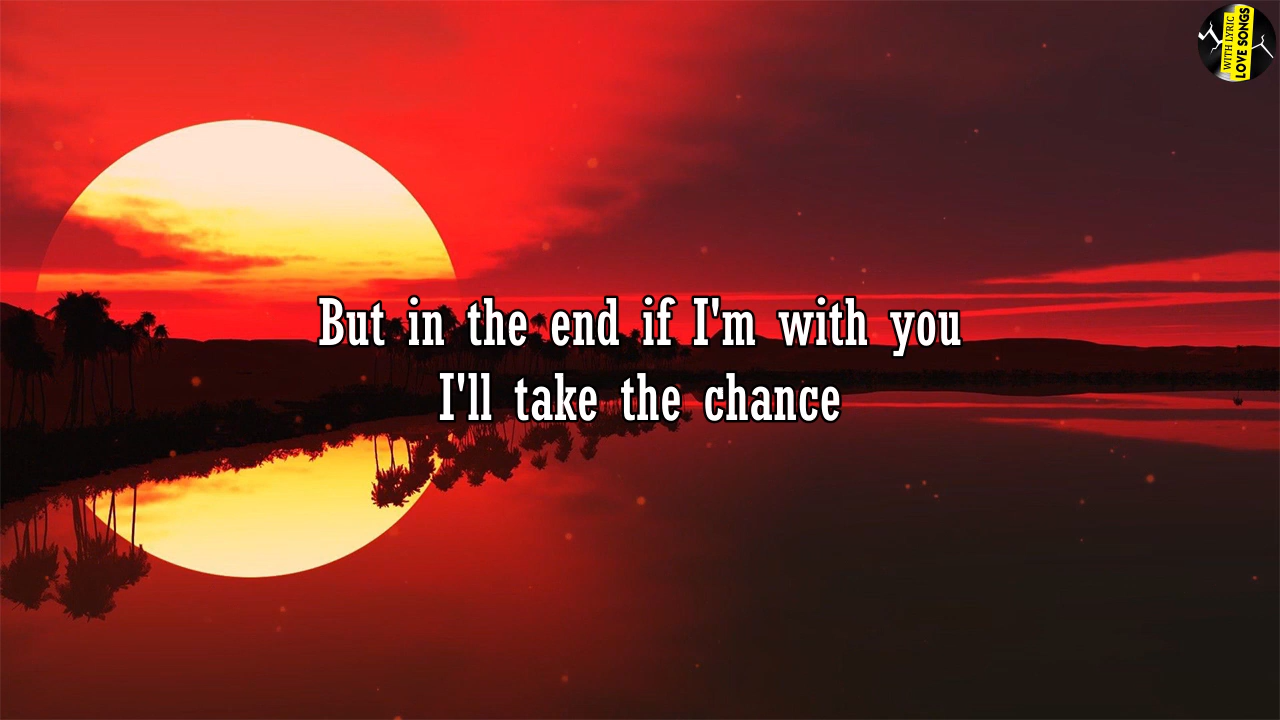 WITH LYRIC
LOVE SONGS
But in the end if I'm with you
I'll take the chance